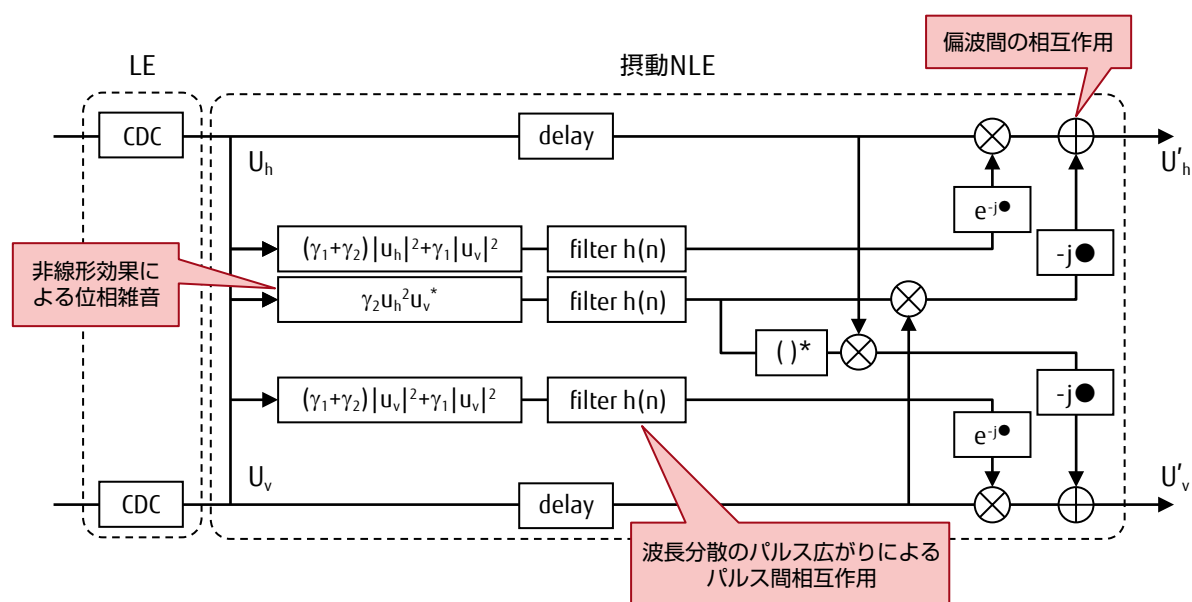 偏波間の相互作用
LE
摂動NLE
CDC
delay
Uₕ
U'ₕ
e⁻ʲ●
(γ₁+γ₂)|uₕ|²+γ₁|uᵥ|²
filter h(n)
-j●
非線形効果に
よる位相雑音
γ₂uₕ²uᵥ*
filter h(n)
( )*
(γ₁+γ₂)|uᵥ|²+γ₁|uᵥ|²
filter h(n)
-j●
e⁻ʲ●
Uᵥ
U'ᵥ
CDC
delay
波長分散のパルス広がりによる
パルス間相互作用